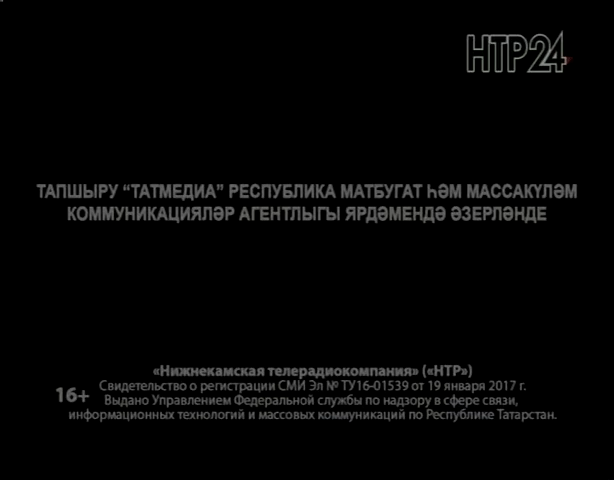 НТР24
ТАПШЫРУ “ТАТМЕДИА” РЕСПУБЛИКА МАТБУГАТ ҺӘМ МАССАКҮЛӘМ
КОММУНИКАЦИЯЛӘР АГЕНТЛЫГЫ ЯРДӘМЕНДӘ ӘЗЕРЛӘНДЕ
«Нижнекамская телерадиокомпания» («НТР»)
Свидетельство о регистрации СМИ Эл № ТУ16-01539 от 19 января 2017 г.
16+
Выдано Управлением Федеральной службы по надзору в сфере связи,
информационных технологий и массовых коммуникаций по Республике Татарстан.